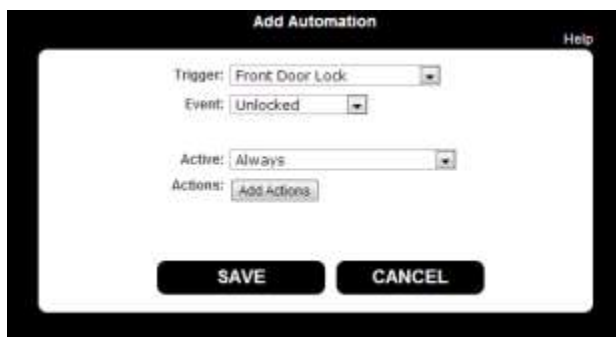 Add Automation
Help
Trigger: Front Door Lock
Event: Unlocked
Active: Always
Actions: Add Actions
SAVE CANCEL